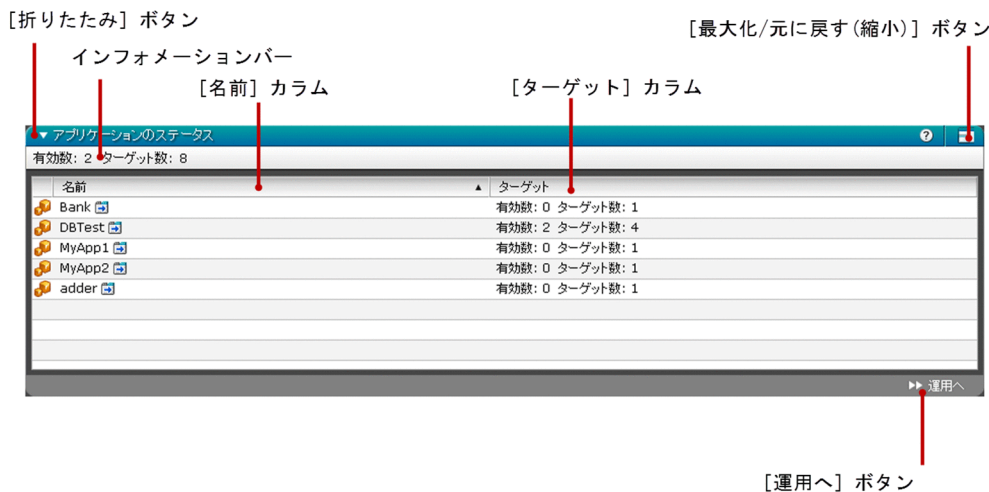 ［折りたたみ］ボタン
［最大化/元に戻す(縮小)］ボタン
インフォメーションバー
［名前］カラム
［ターゲット］カラム
▼ アプリケーションのステータス ?
有効数: 2 ターゲット数: 8
名前 ▲ ターゲット
Bank 有効数: 0 ターゲット数: 1
DBTest 有効数: 2 ターゲット数: 4
MyApp1 有効数: 0 ターゲット数: 1
MyApp2 有効数: 0 ターゲット数: 1
adder 有効数: 0 ターゲット数: 1
運用へ
［運用へ］ボタン